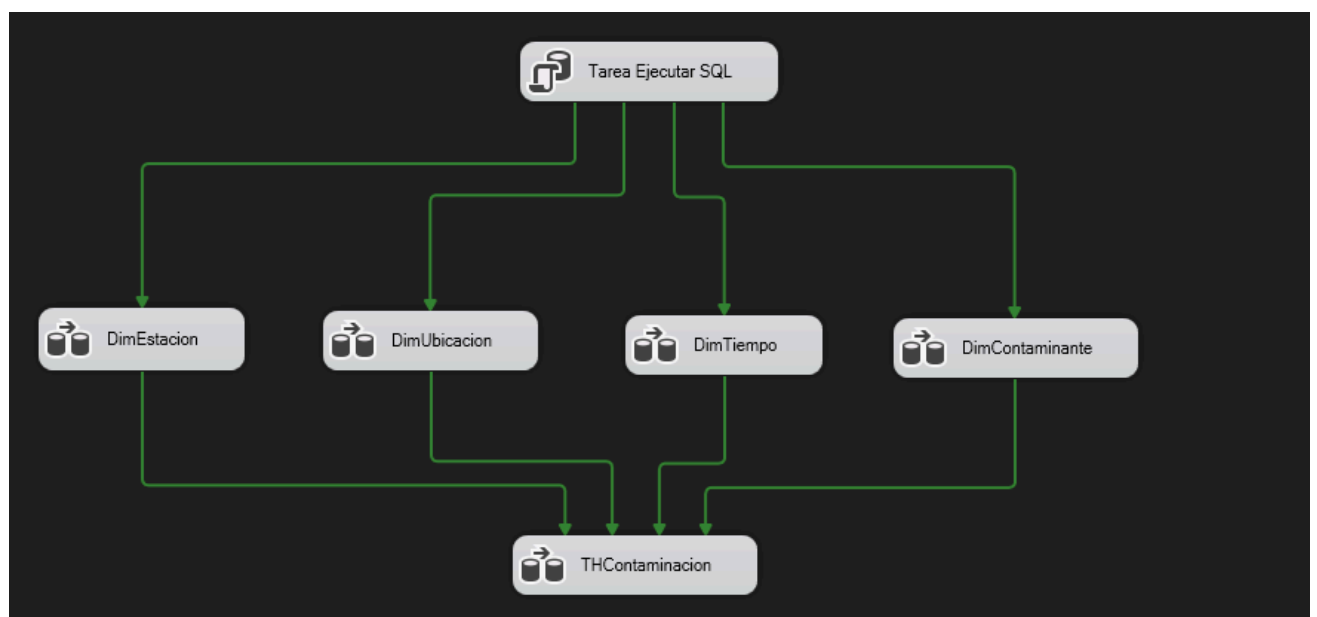 Tarea Ejecutar SQL
DimEstacion
DimUbicacion
DimTiempo
DimContaminante
THContaminacion